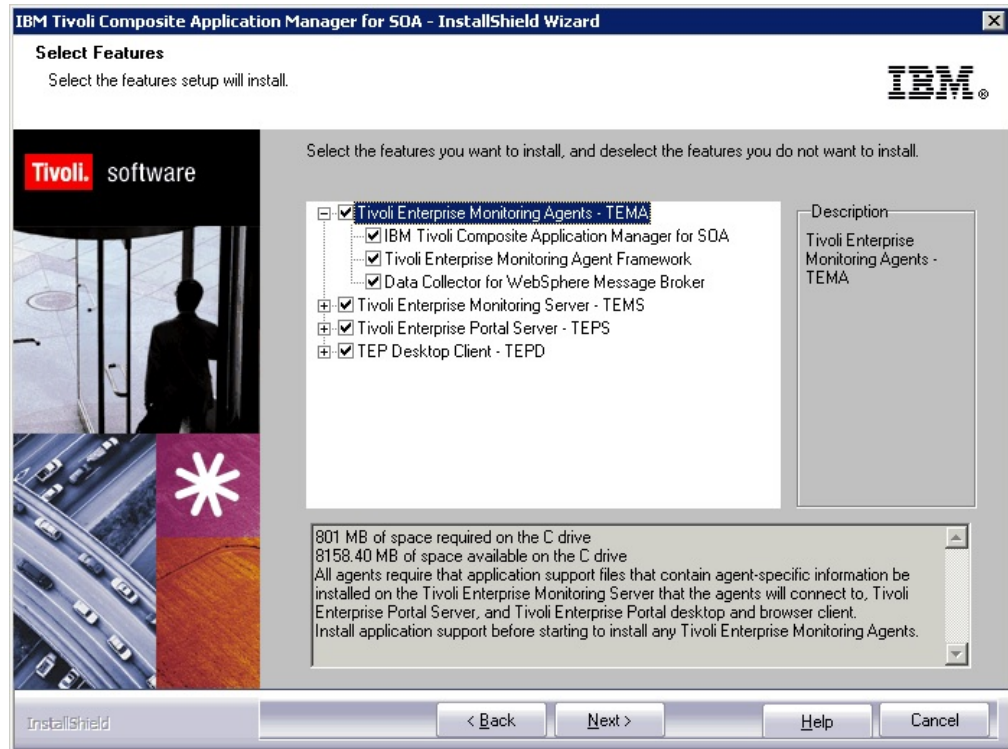 IBM Tivoli Composite Application Manager for SOA - InstallShield Wizard
Select Features
Select the features setup will install.
IBM®
Tivoli. software
Select the features you want to install, and deselect the features you do not want to install.
Tivoli Enterprise Monitoring Agents - TEMA
IBM Tivoli Composite Application Manager for SOA
Tivoli Enterprise Monitoring Agent Framework
Data Collector for WebSphere Message Broker
Tivoli Enterprise Monitoring Server - TEMS
Tivoli Enterprise Portal Server - TEPS
TEP Desktop Client - TEPD
Description
Tivoli Enterprise
Monitoring Agents -
TEMA
801 MB of space required on the C drive
8158.40 MB of space available on the C drive
All agents require that application support files that contain agent-specific information be
installed on the Tivoli Enterprise Monitoring Server that the agents will connect to, Tivoli
Enterprise Portal Server, and Tivoli Enterprise Portal desktop and browser client.
Install application support before starting to install any Tivoli Enterprise Monitoring Agents.
InstallShield
< Back
Next >
Help
Cancel